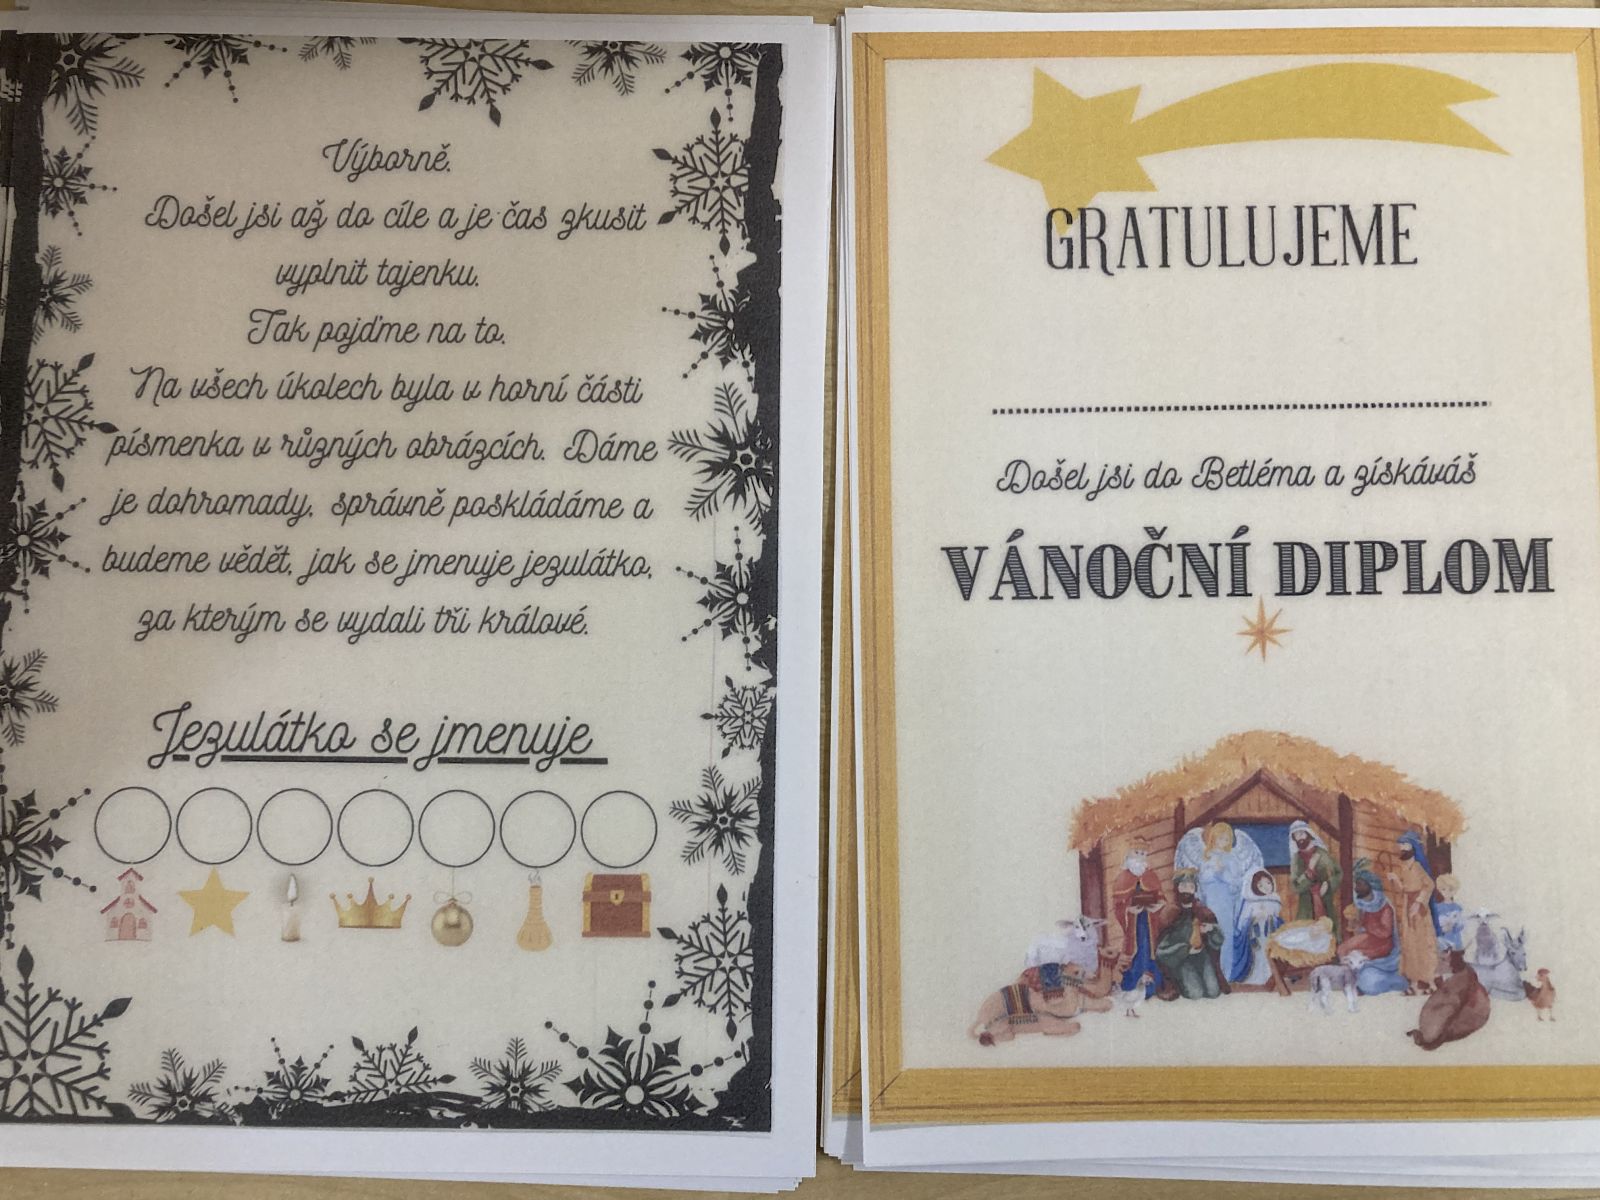 Výborně.
Došel jsi až do cíle a je čas zkusit
vyplnit tajenku.
Tak pojďme na to.
Na všech úkolech byla v horní části
písmenka v různých obrázcích. Dáme
je dohromady, správně poskládáme a
budeme vědět, jak se jmenuje jezulátko,
za kterým se vydali tři králové.
Jezulátko se jmenuje
GRATULUJEME
Došel jsi do Betléma a získáváš
VÁNOČNÍ DIPLOM